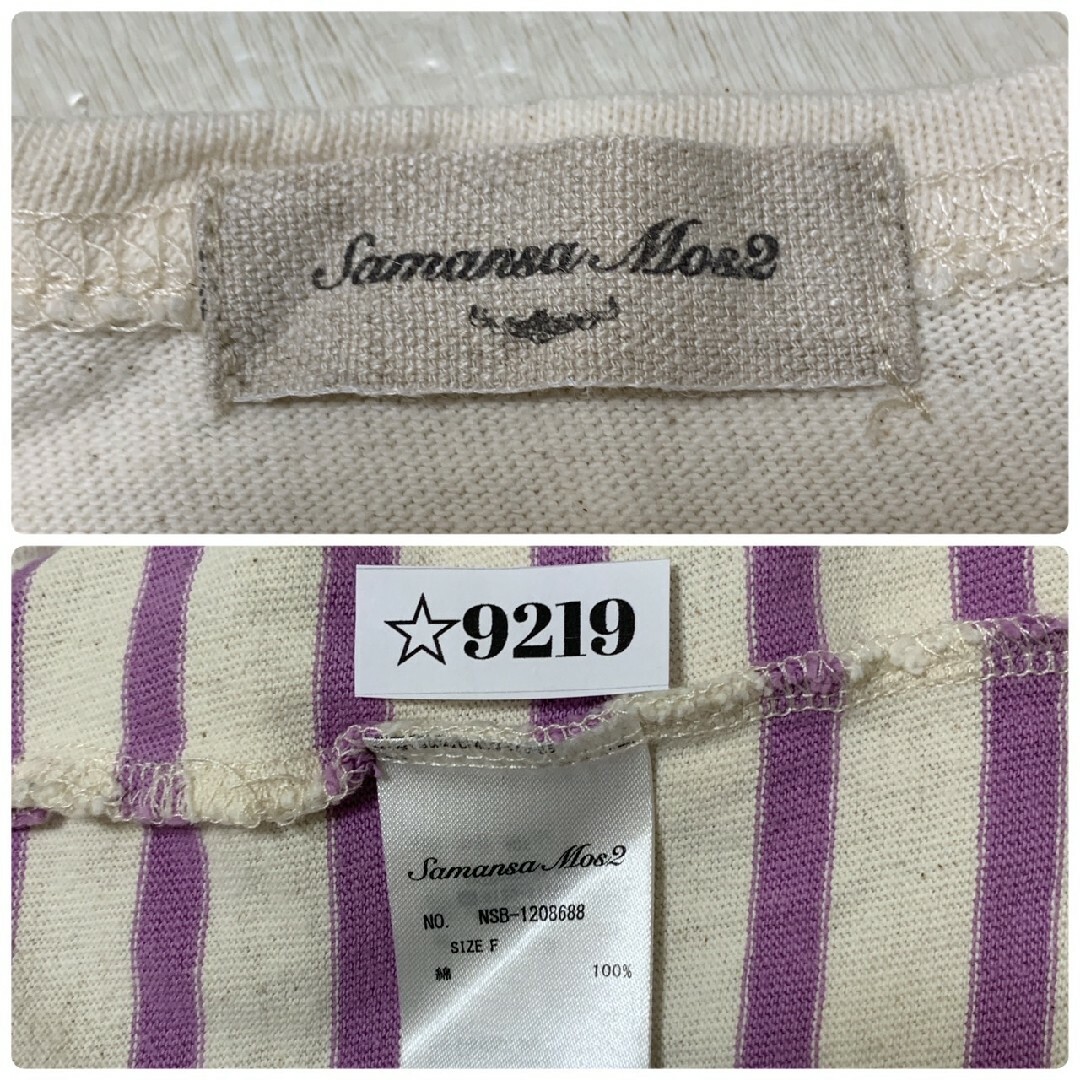 Samansa Mos2
☆9219
Samansa Mos2
NO. NSB-1208688
SIZE F
綿 100%